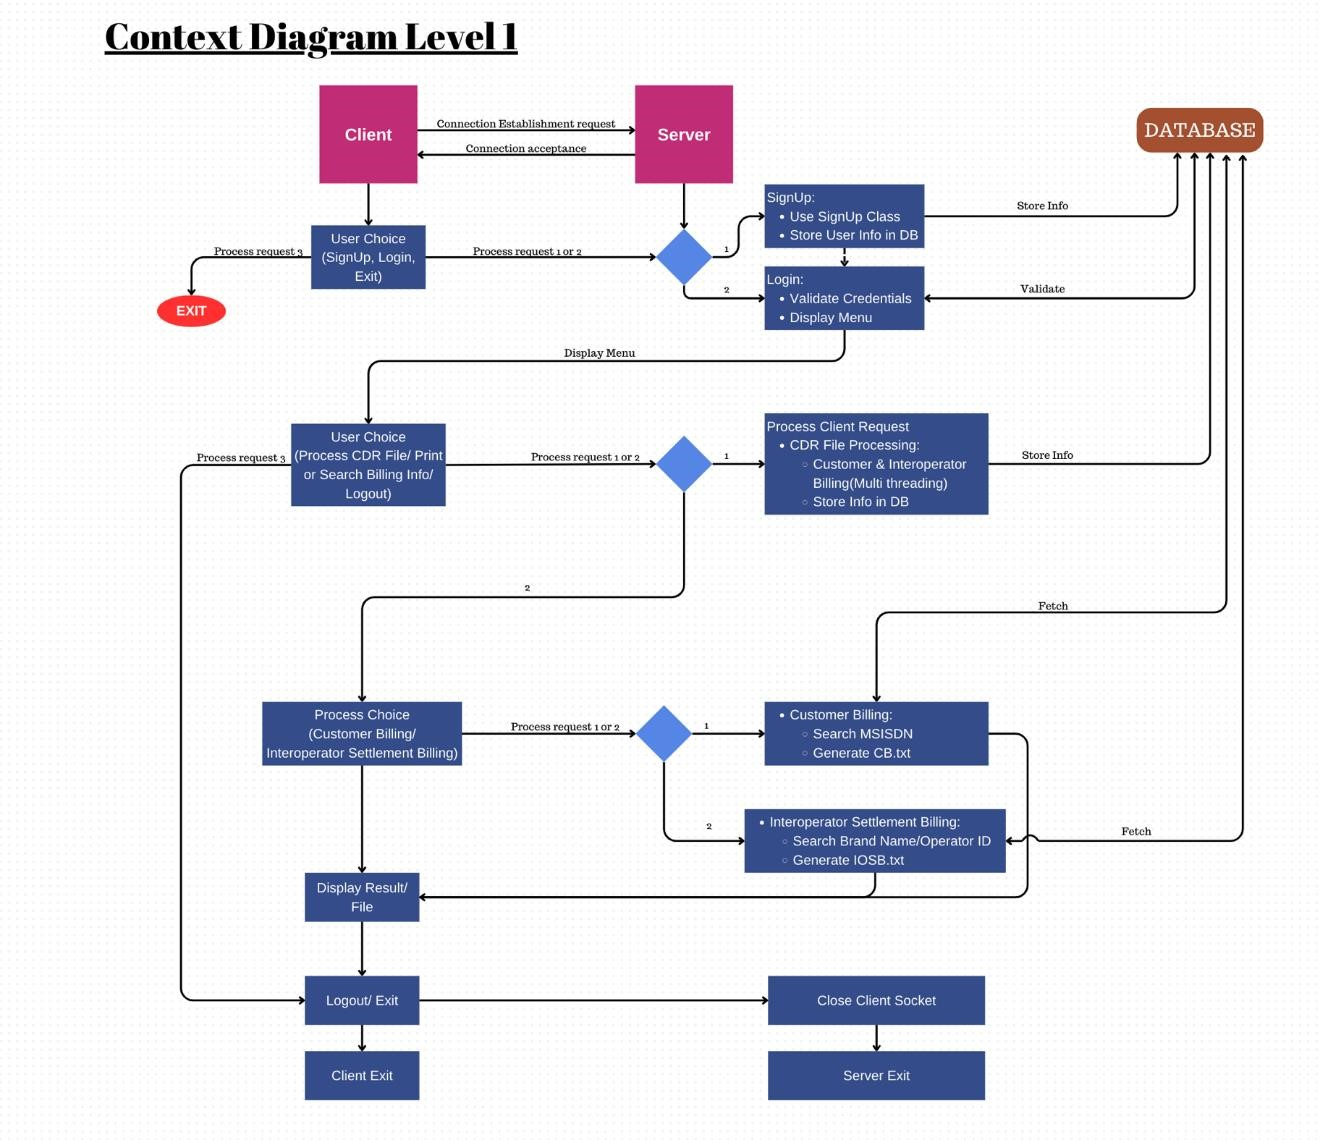 Context Diagram Level 1
Client
Connection Establishment request
Connection acceptance
Server
DATABASE
SignUp:
• Use SignUp Class
• Store User Info in DB
Store Info
User Choice
(SignUp, Login,
Exit)
Process request 3
Process request 1 or 2
1
2
EXIT
Login:
• Validate Credentials
• Display Menu
Validate
Display Menu
User Choice
(Process CDR File/ Print
or Search Billing Info/
Logout)
Process request 3
Process request 1 or 2
1
Process Client Request
• CDR File Processing:
○ Customer & Interoperator
Billing(Multi threading)
○ Store Info in DB
Store Info
2
Fetch
Process Choice
(Customer Billing/
Interoperator Settlement Billing)
Process request 1 or 2
1
• Customer Billing:
○ Search MSISDN
○ Generate CB.txt
2
• Interoperator Settlement Billing:
○ Search Brand Name/Operator ID
○ Generate IOSB.txt
Fetch
Display Result/
File
Logout/ Exit
Close Client Socket
Client Exit
Server Exit